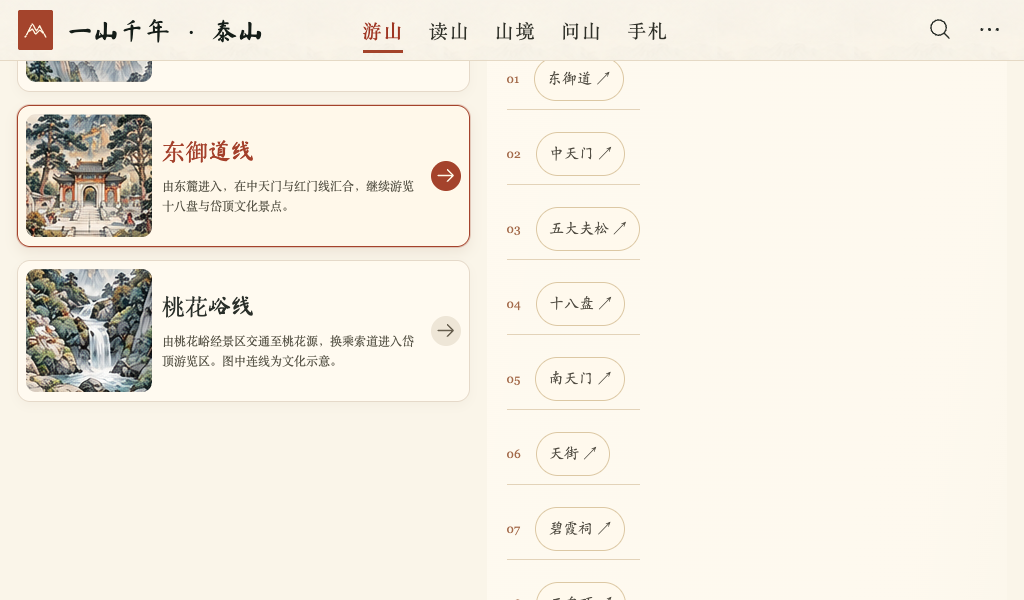 一山千年 · 泰山
游山 读山 山境 问山 手札
东御道线
由东麓进入，在中天门与红门线汇合，继续游览
十八盘与岱顶文化景点。
桃花峪线
由桃花峪经景区交通至桃花源，换乘索道进入岱
顶游览区。图中连线为文化示意。
01 东御道 ↗
02 中天门 ↗
03 五大夫松 ↗
04 十八盘 ↗
05 南天门 ↗
06 天街 ↗
07 碧霞祠 ↗